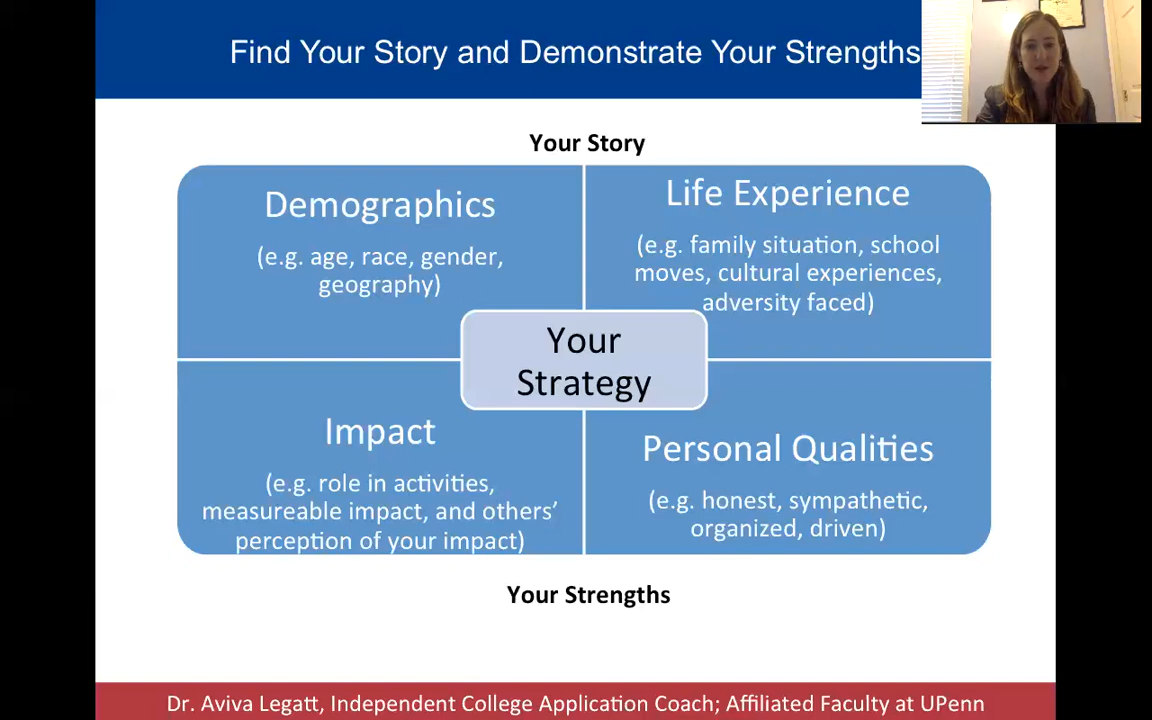 Find Your Story and Demonstrate Your Strengths
Your Story
Demographics
(e.g. age, race, gender,
geography)
Life Experience
(e.g. family situation, school
moves, cultural experiences,
adversity faced)
Your
Strategy
Impact
(e.g. role in activities,
measureable impact, and others’
perception of your impact)
Personal Qualities
(e.g. honest, sympathetic,
organized, driven)
Your Strengths
Dr. Aviva Legatt, Independent College Application Coach; Affiliated Faculty at UPenn